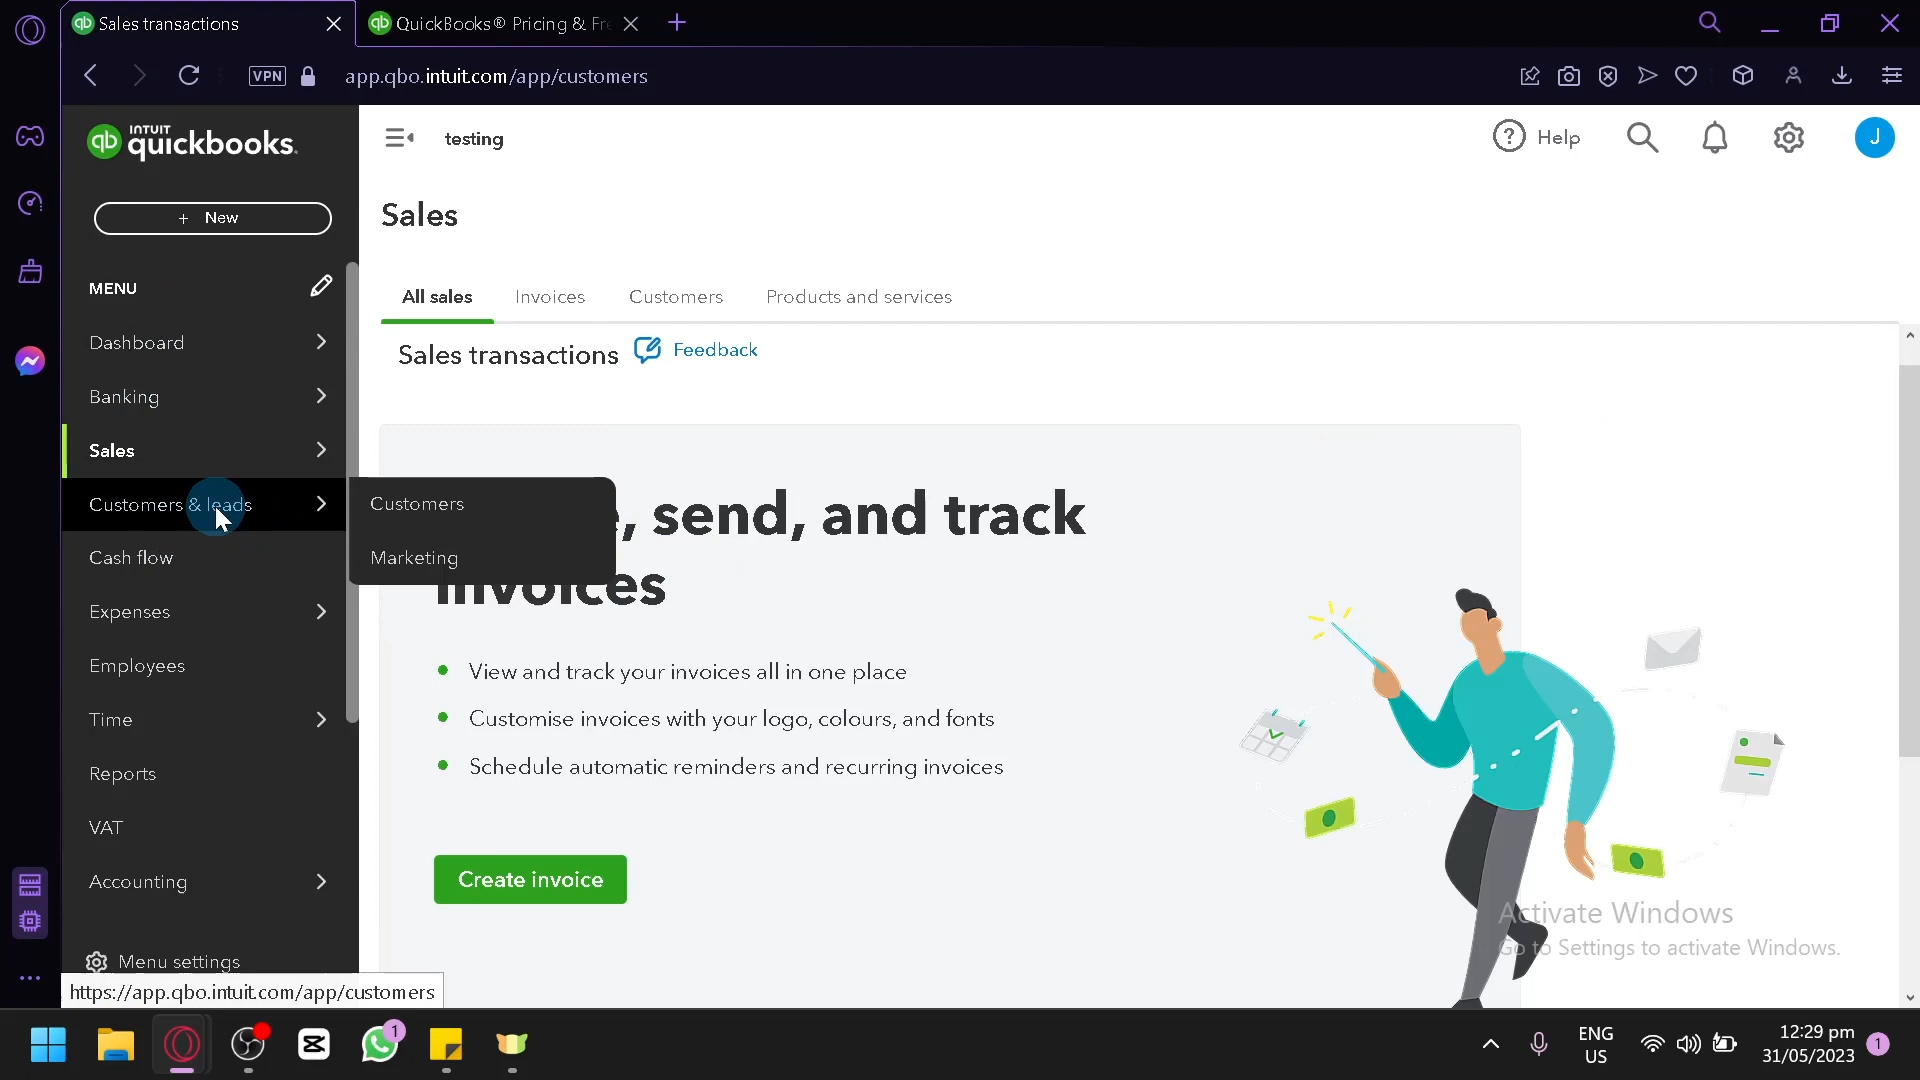 Sales transactions
QuickBooks® Pricing & Fre
VPN
app.qbo.intuit.com/app/customers
INTUIT
qb quickbooks.
testing
Help
J
+ New
Sales
MENU
All sales
Invoices
Customers
Products and services
Dashboard
Sales transactions
Feedback
Banking
Sales
Customers & leads
Customers
, send, and track
Cash flow
Marketing
invoices
Expenses
Employees
View and track your invoices all in one place
Time
Customise invoices with your logo, colours, and fonts
Reports
Schedule automatic reminders and recurring invoices
VAT
Accounting
Create invoice
Activate Windows
Go to Settings to activate Windows.
Menu settings
https://app.qbo.intuit.com/app/customers
1
ENG
US
12:29 pm
31/05/2023
1